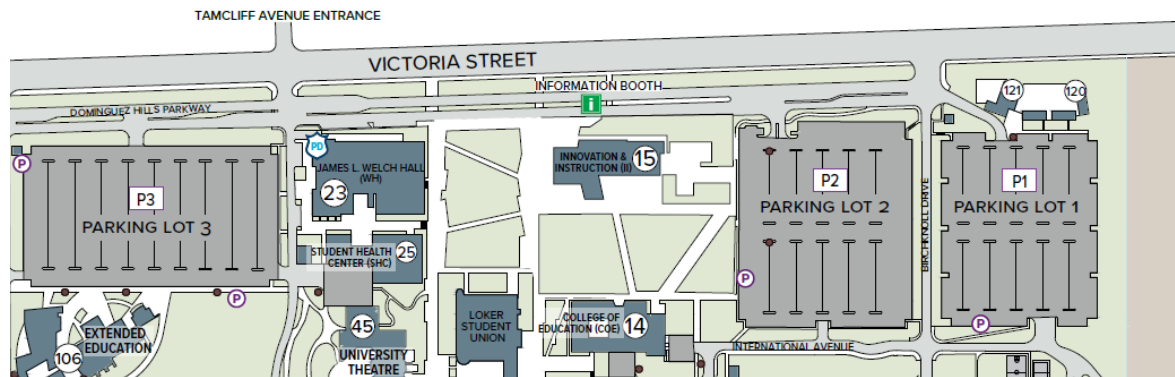 TAMCLIFF AVENUE ENTRANCE
VICTORIA STREET
INFORMATION BOOTH
i
DOMINGUEZ HILLS PARKWAY
121
120
PD
P
P3
PARKING LOT 3
JAMES L. WELCH HALL
(WH)
23
INNOVATION &
INSTRUCTION (II)
15
P2
PARKING LOT 2
BIRCHKNOLL DRIVE
P1
PARKING LOT 1
STUDENT HEALTH
CENTER (SHC)
25
P
P
P
LOKER
STUDENT
UNION
COLLEGE OF
EDUCATION (COE)
14
45
UNIVERSITY
THEATRE
EXTENDED
EDUCATION
106
INTERNATIONAL AVENUE